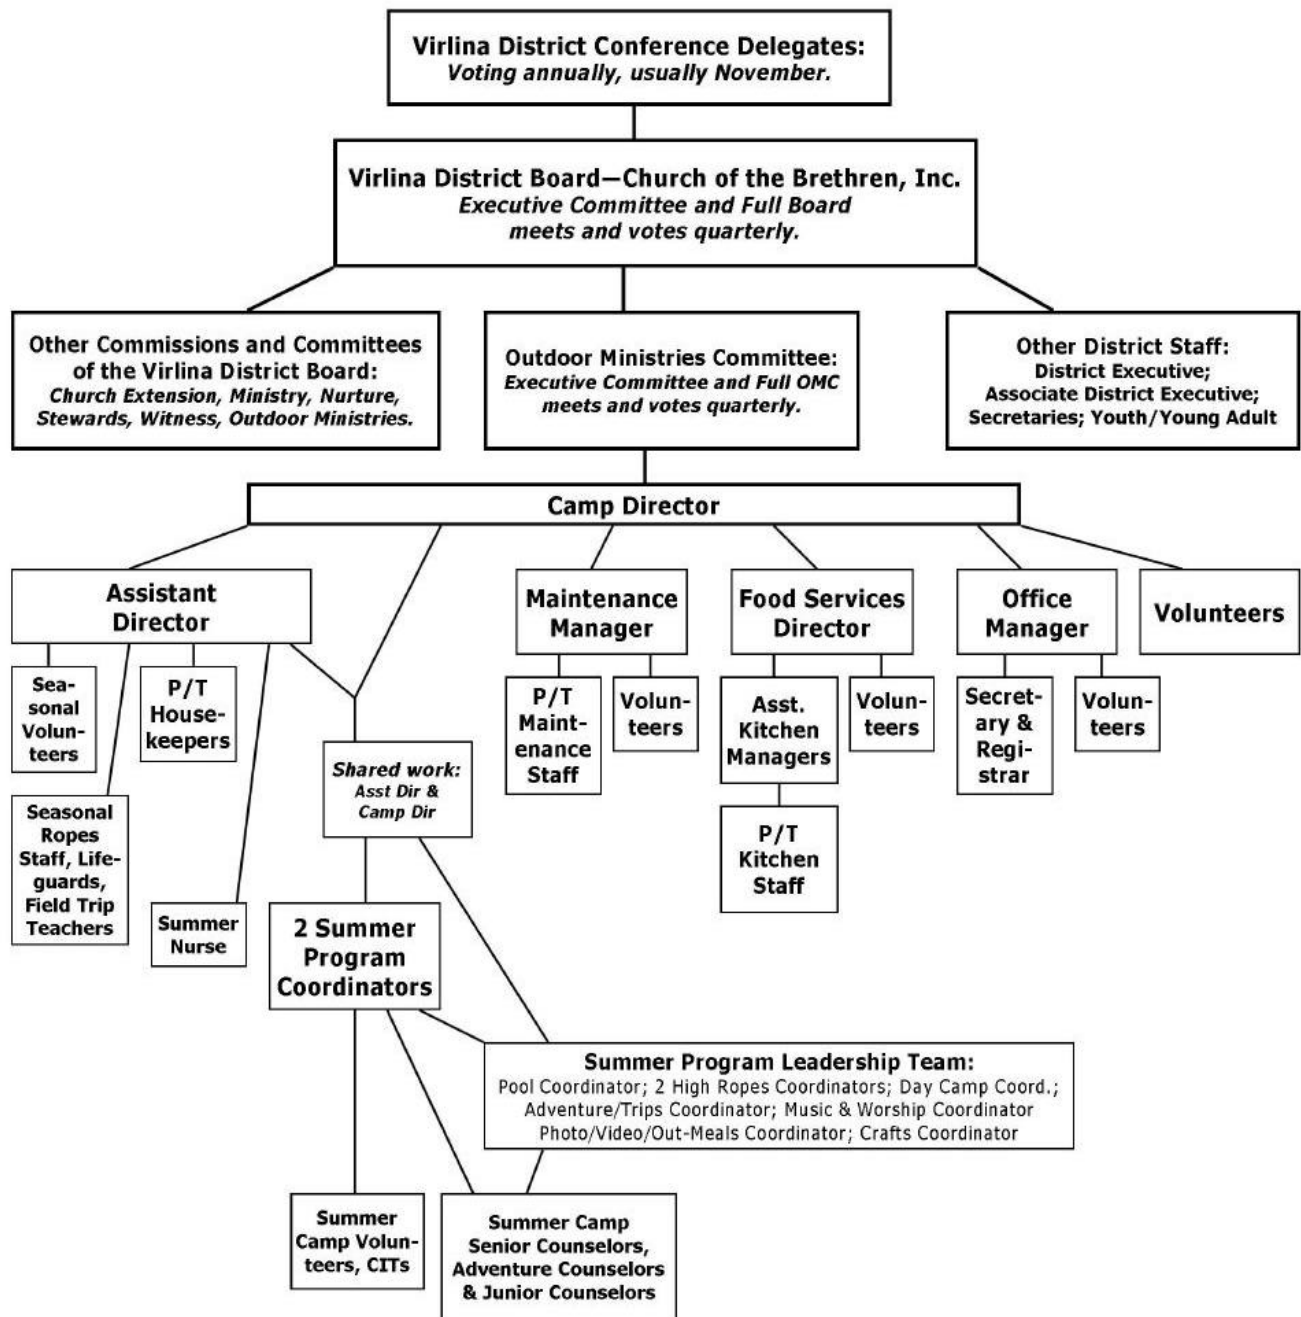 Virlina District Conference Delegates:
Voting annually, usually November.
Virlina District Board—Church of the Brethren, Inc.
Executive Committee and Full Board
meets and votes quarterly.
Other Commissions and Committees
of the Virlina District Board:
Church Extension, Ministry, Nurture,
Stewards, Witness, Outdoor Ministries.
Outdoor Ministries Committee:
Executive Committee and Full OMC
meets and votes quarterly.
Other District Staff:
District Executive;
Associate District Executive;
Secretaries; Youth/Young Adult
Camp Director
Assistant
Director
Maintenance
Manager
Food Services
Director
Office
Manager
Volunteers
Sea-
sonal
Volun-
teers
P/T
House-
keepers
P/T
Maint-
enance
Staff
Volun-
teers
Asst.
Kitchen
Managers
Volun-
teers
Secret-
ary &
Regi-
strar
Volun-
teers
Shared work:
Asst Dir &
Camp Dir
Seasonal
Ropes
Staff, Life-
guards,
Field Trip
Teachers
P/T
Kitchen
Staff
Summer
Nurse
2 Summer
Program
Coordinators
Summer Program Leadership Team:
Pool Coordinator; 2 High Ropes Coordinators; Day Camp Coord.;
Adventure/Trips Coordinator; Music & Worship Coordinator
Photo/Video/Out-Meals Coordinator; Crafts Coordinator
Summer
Camp Volun-
teers, CITs
Summer Camp
Senior Counselors,
Adventure Counselors
& Junior Counselors